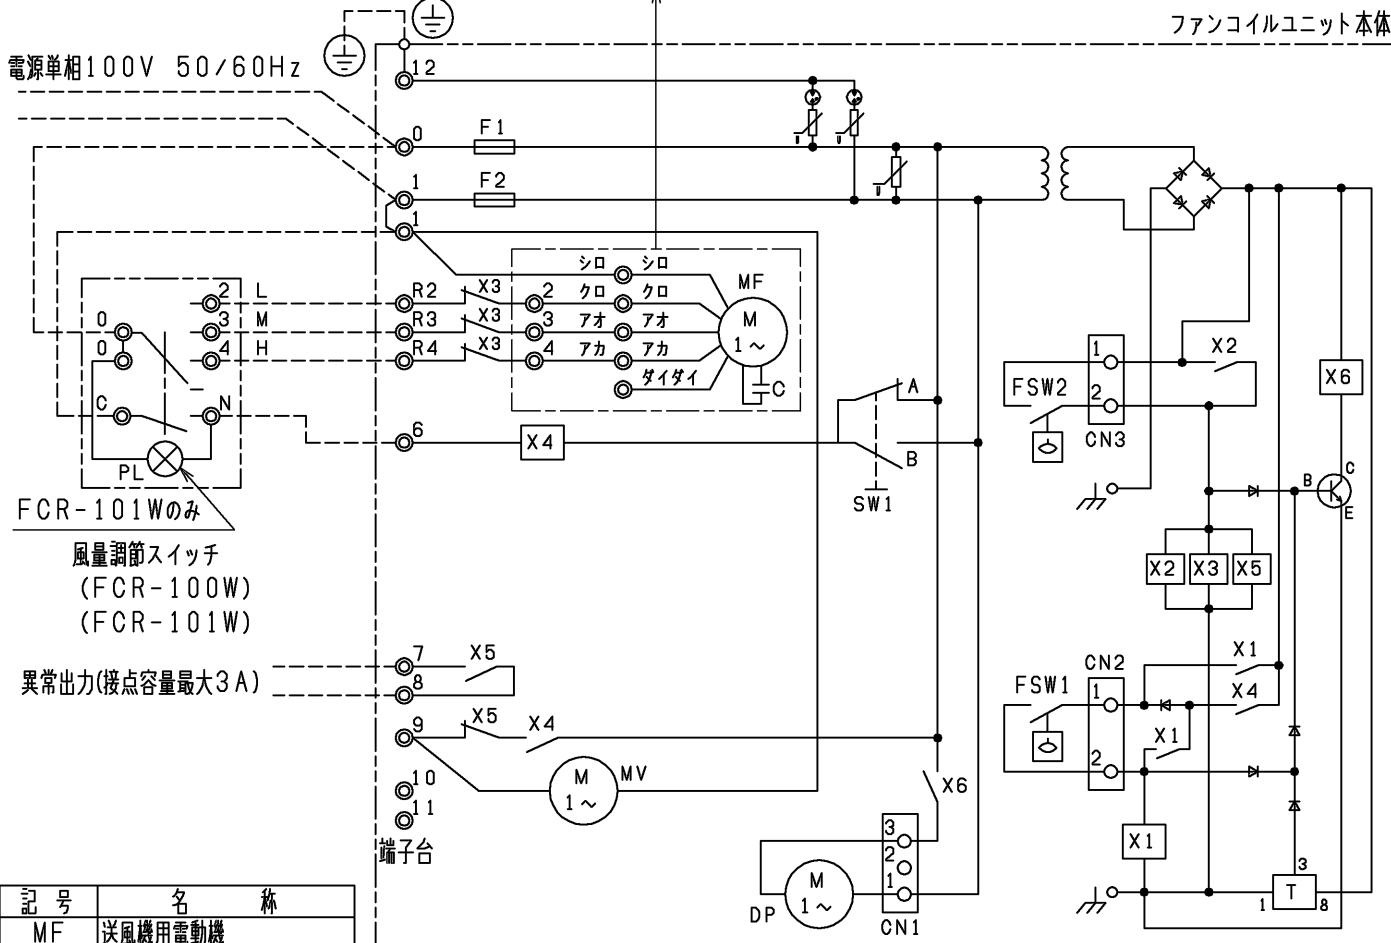 ファンコイルユニット本体
電源単相100V 50/60Hz
12
0
F1
1
F2
1
シロ シロ
MF
2 L
R2 X3 2 クロ クロ
0
3 M
R3 X3 3 アオ アオ
M
1~
0
4 H
R4 X3 4 アカ アカ
ダイダイ
C
C
N
6
X4
A
B
SW1
PL
FCR-101Wのみ
風量調節スイッチ
(FCR-100W)
(FCR-101W)
1
X2
FSW2
2
CN3
X6
B
C
E
X2 X3 X5
異常出力(接点容量最大3A)
7
X5
8
9
X5 X4
M
1~
MV
10
11
端子台
X6
CN2
X1
FSW1
1
X4
X1
2
X1
3
T
1 8
3
2
1
M
1~
DP
CN1
記号 名称
MF 送風機用電動機